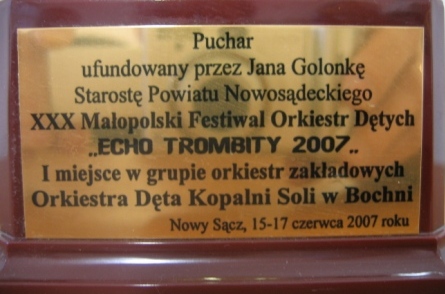 Puchar
ufundowany przez Jana Golonkę
Starostę Powiatu Nowosądeckiego
XXX Małopolski Festiwal Orkiestr Dętych
„ECHO TROMBITY 2007„
I miejsce w grupie orkiestr zakładowych
Orkiestra Dęta Kopalni Soli w Bochni
Nowy Sącz, 15-17 czerwca 2007 roku